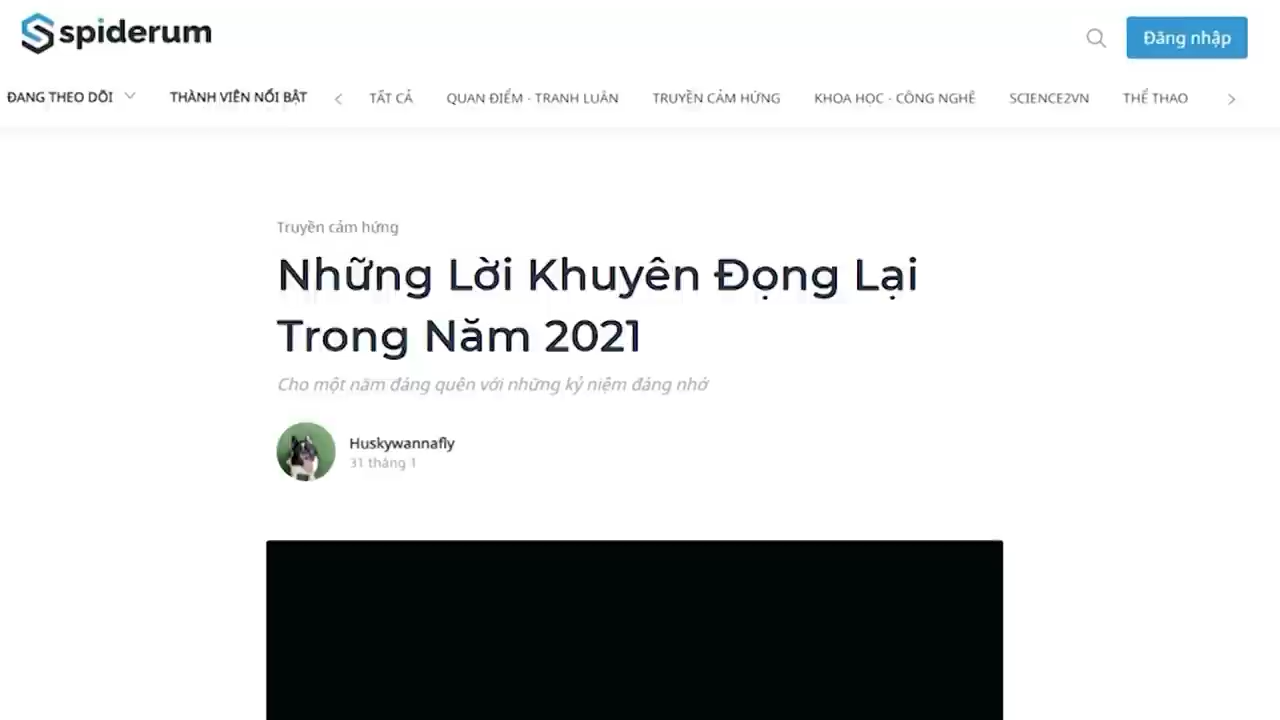 spiderum
Đăng nhập
ĐANG THEO DÕI THÀNH VIÊN NỔI BẬT TẤT CẢ QUAN ĐIỂM - TRANH LUẬN TRUYỀN CẢM HỨNG KHOA HỌC - CÔNG NGHỆ SCIENCE2VN THỂ THAO
Truyền cảm hứng
Những Lời Khuyên Đọng Lại
Trong Năm 2021
Cho một năm đáng quên với những kỷ niệm đáng nhớ
Huskywannafly
31 tháng 1